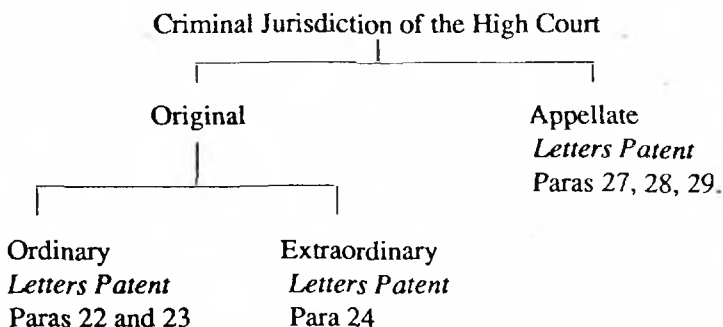 Criminal Jurisdiction of the High Court
Original
Appellate
Letters Patent
Paras 27, 28, 29.
Ordinary
Letters Patent
Paras 22 and 23
Extraordinary
Letters Patent
Para 24